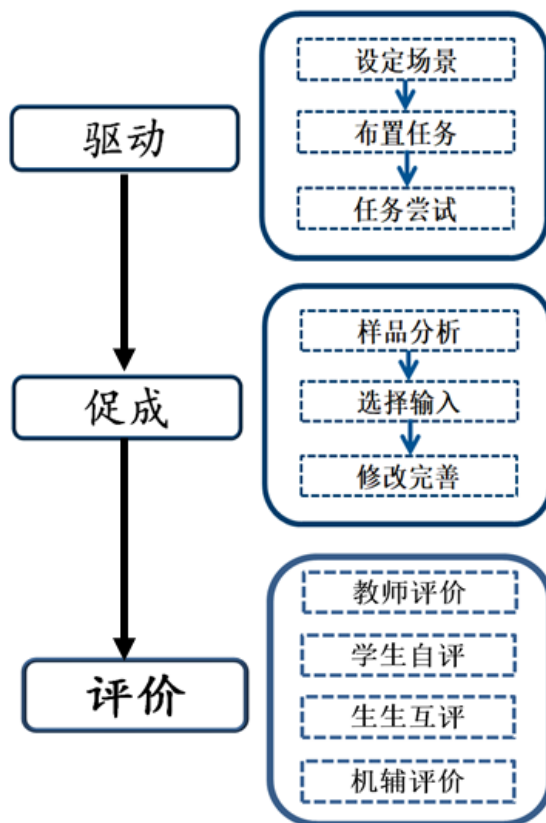 驱动
设定场景
布置任务
任务尝试
促成
样品分析
选择输入
修改完善
评价
教师评价
学生自评
生生互评
机辅评价